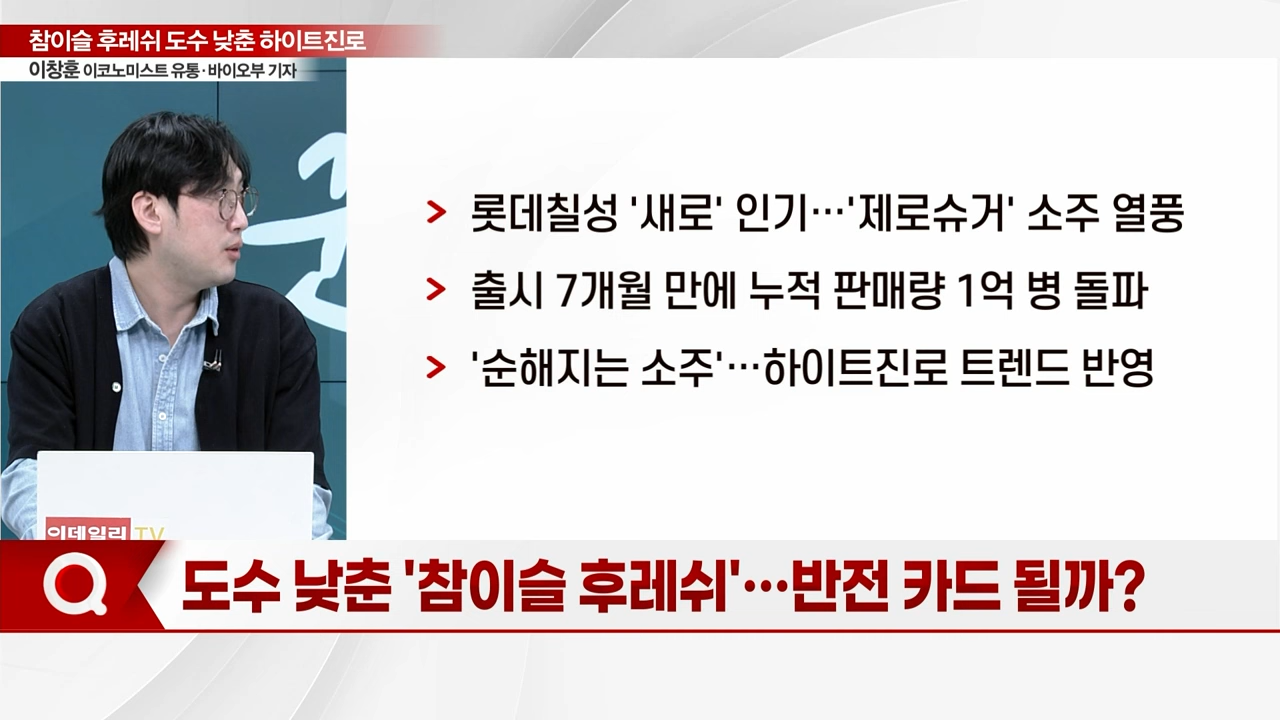 참이슬 후레쉬 도수 낮춘 하이트진로
이창훈 이코노미스트 유통·바이오부 기자
> 롯데칠성 '새로' 인기…'제로슈거' 소주 열풍
> 출시 7개월 만에 누적 판매량 1억 병 돌파
> '순해지는 소주'…하이트진로 트렌드 반영
이데일리 TV
Q 도수 낮춘 '참이슬 후레쉬'…반전 카드 될까?